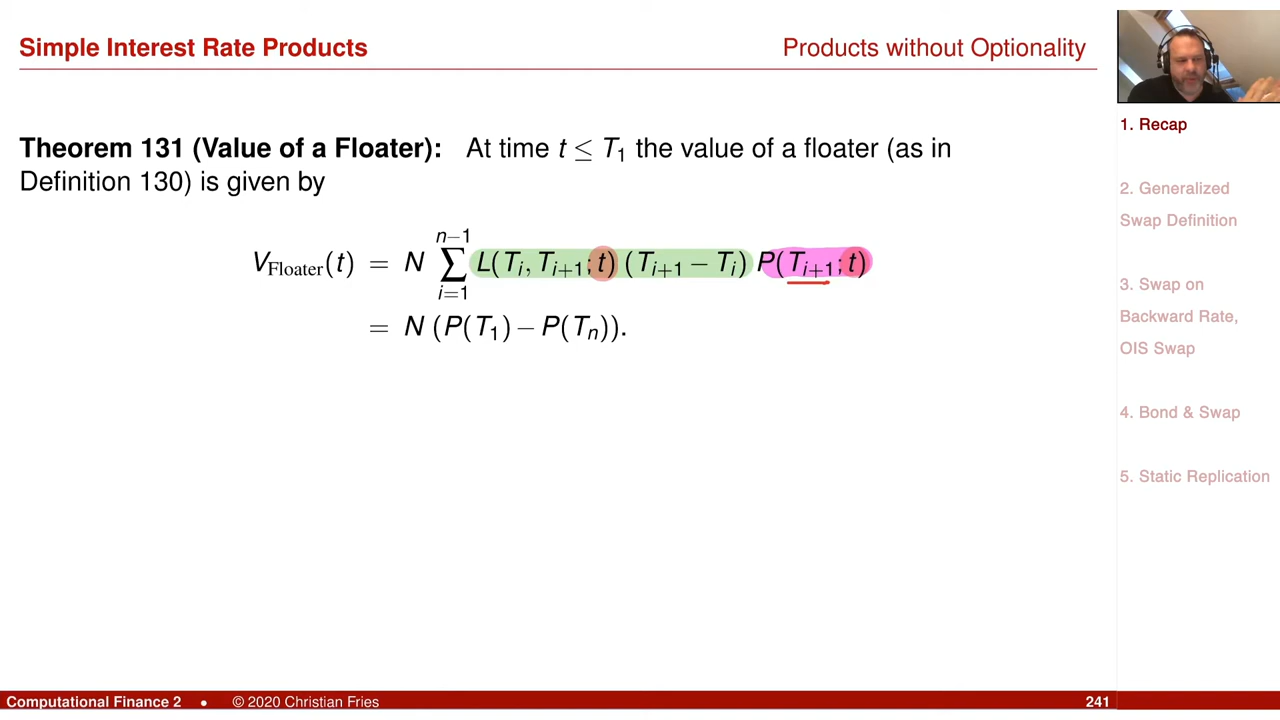 Simple Interest Rate Products
Products without Optionality
Theorem 131 (Value of a Floater): At time t ≤ T₁ the value of a floater (as in
Definition 130) is given by
V_Floater(t) = N ∑_{i=1}^{n−1} L(T_i, T_{i+1}; t) (T_{i+1} − T_i) P(T_{i+1}; t)
= N (P(T₁) − P(T_n)).
1. Recap
2. Generalized
Swap Definition
3. Swap on
Backward Rate,
OIS Swap
4. Bond & Swap
5. Static Replication
Computational Finance 2 • © 2020 Christian Fries
241